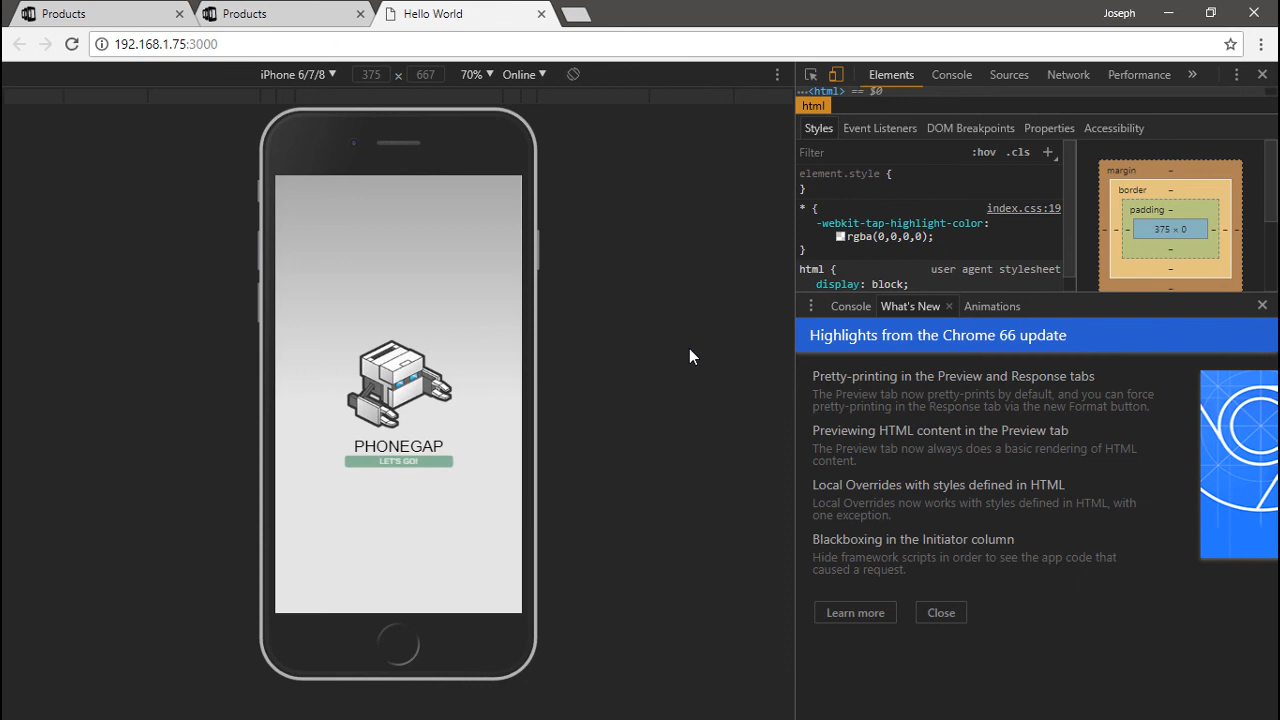 Products
Products
Hello World
Joseph
192.168.1.75:3000
iPhone 6/7/8 375 × 667 70% Online
Elements Console Sources Network Performance »
…<html> == $0
html
Styles Event Listeners DOM Breakpoints Properties Accessibility
Filter :hov .cls +
element.style {
}
* { index.css:19
-webkit-tap-highlight-color:
rgba(0,0,0,0);
}
html { user agent stylesheet
display: block;
margin –
border –
padding –
– – – 375 × 0 – – –
–
–
–
PHONEGAP
LET'S GO!
Console What's New × Animations
Highlights from the Chrome 66 update
Pretty-printing in the Preview and Response tabs
The Preview tab now pretty-prints by default, and you can force
pretty-printing in the Response tab via the new Format button.
Previewing HTML content in the Preview tab
The Preview tab now always does a basic rendering of HTML
content.
Local Overrides with styles defined in HTML
Local Overrides now works with styles defined in HTML, with
one exception.
Blackboxing in the Initiator column
Hide framework scripts in order to see the app code that
caused a request.
Learn more Close